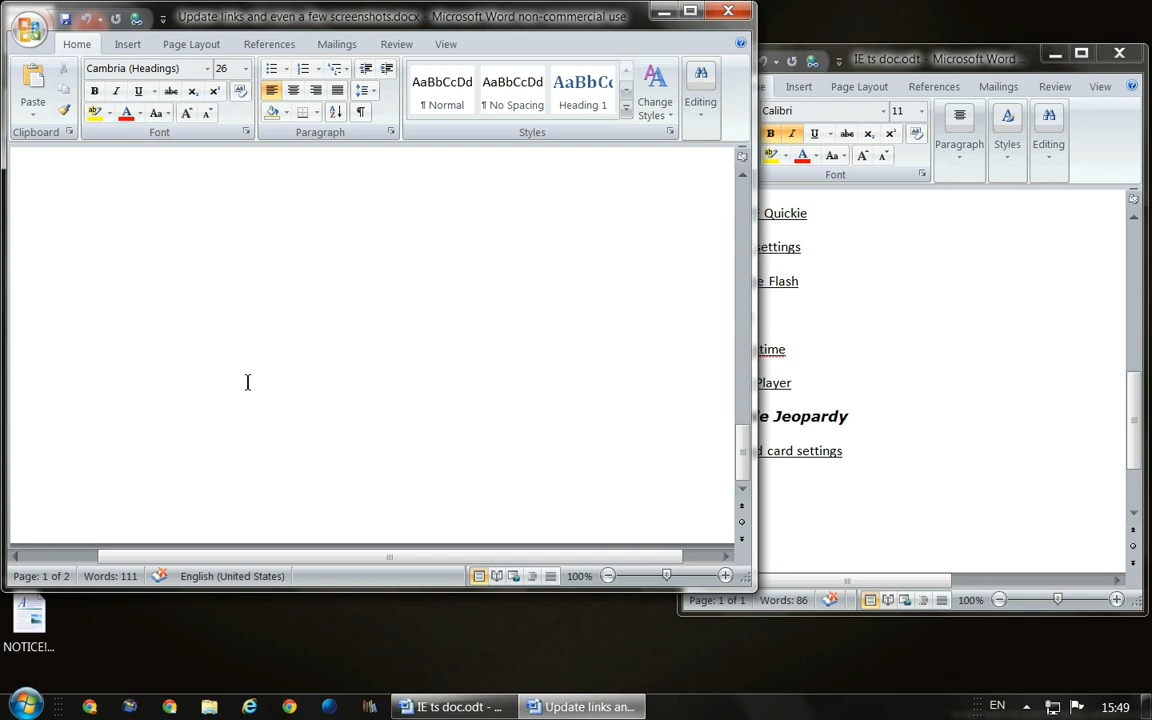 Update links and even a few screenshots.docx - Microsoft Word non-commercial use
Home Insert Page Layout References Mailings Review View
Cambria (Headings) 26
AaBbCcDd AaBbCcDd AaBbCc
¶ Normal ¶ No Spacing Heading 1
Paste
Change Styles
Editing
Clipboard Font Paragraph Styles
Page: 1 of 2 Words: 111 English (United States) 100%
IE ts doc.odt - Microsoft Word ...
Insert Page Layout References Mailings Review View
Calibri 11
Paragraph Styles Editing
Font
Quickie
settings
Flash
time
Player
Jeopardy
card settings
Page: 1 of 1 Words: 86 100%
NOTICE!...
IE ts doc.odt - ... Update links an... EN 15:49